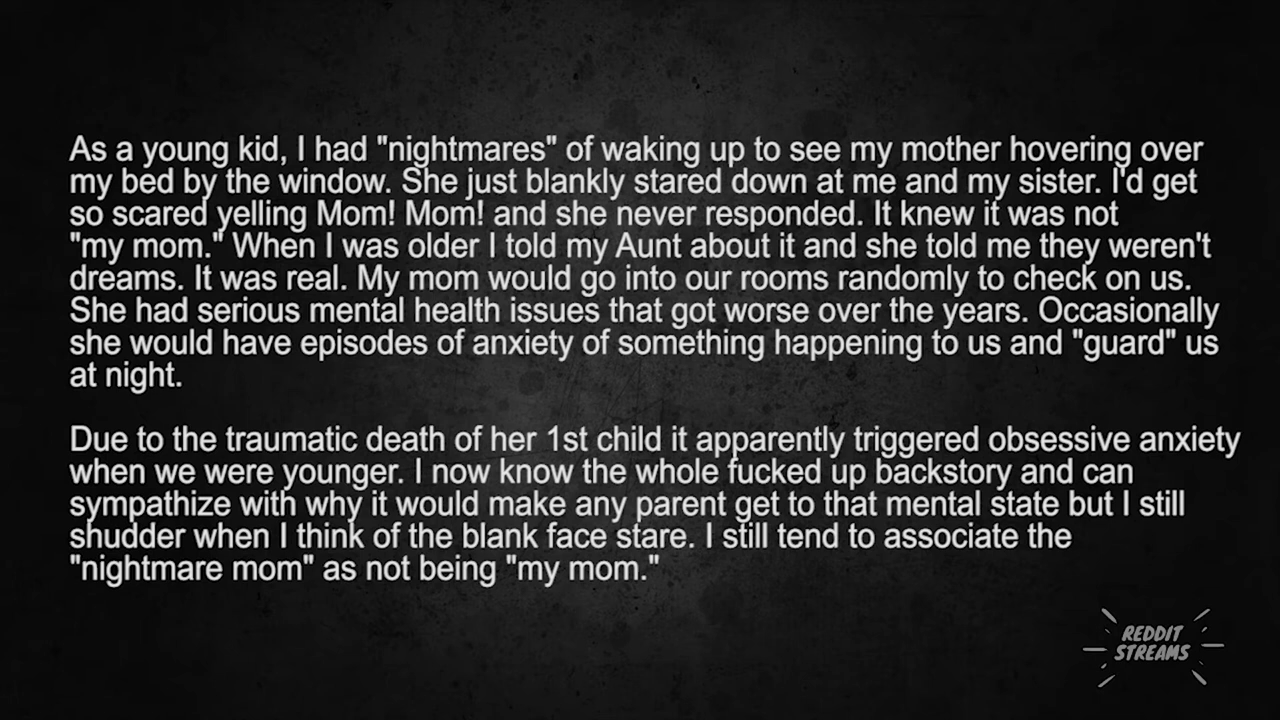 As a young kid, I had "nightmares" of waking up to see my mother hovering over
my bed by the window. She just blankly stared down at me and my sister. I'd get
so scared yelling Mom! Mom! and she never responded. It knew it was not
"my mom." When I was older I told my Aunt about it and she told me they weren't
dreams. It was real. My mom would go into our rooms randomly to check on us.
She had serious mental health issues that got worse over the years. Occasionally
she would have episodes of anxiety of something happening to us and "guard" us
at night.
Due to the traumatic death of her 1st child it apparently triggered obsessive anxiety
when we were younger. I now know the whole fucked up backstory and can
sympathize with why it would make any parent get to that mental state but I still
shudder when I think of the blank face stare. I still tend to associate the
"nightmare mom" as not being "my mom."
REDDIT
STREAMS